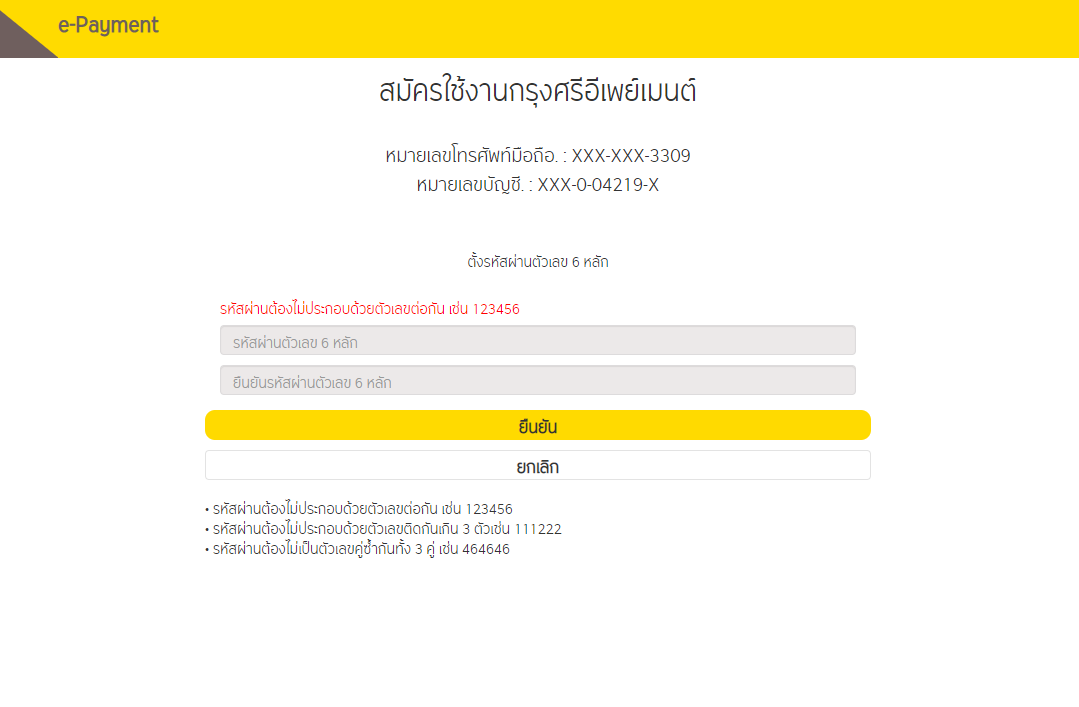 e-Payment
สมัครใช้งานกรุงศรีอีเพย์เมนต์
หมายเลขโทรศัพท์มือถือ. : XXX-XXX-3309
หมายเลขบัญชี. : XXX-0-04219-X
ตั้งรหัสผ่านตัวเลข 6 หลัก
รหัสผ่านต้องไม่ประกอบด้วยตัวเลขต่อกัน เช่น 123456
รหัสผ่านตัวเลข 6 หลัก
ยืนยันรหัสผ่านตัวเลข 6 หลัก
ยืนยัน
ยกเลิก
• รหัสผ่านต้องไม่ประกอบด้วยตัวเลขต่อกัน เช่น 123456
• รหัสผ่านต้องไม่ประกอบด้วยตัวเลขติดกันเกิน 3 ตัวเช่น 111222
• รหัสผ่านต้องไม่เป็นตัวเลขคู่ซ้ำกันทั้ง 3 คู่ เช่น 464646